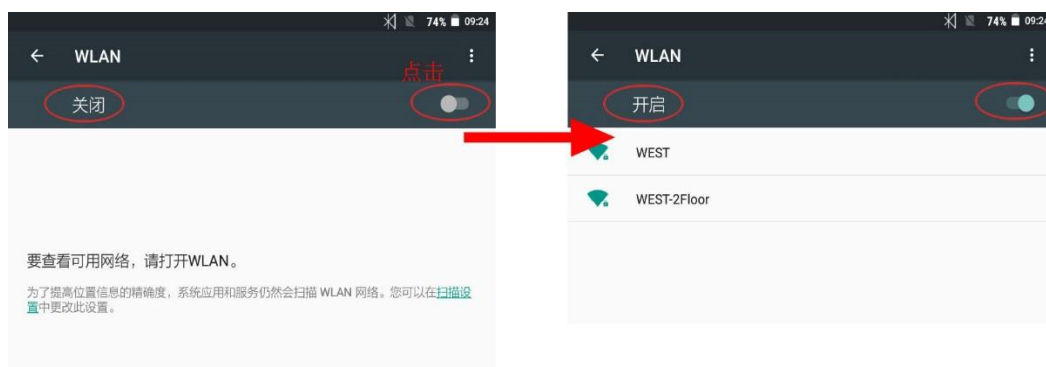 74% 09:24
WLAN
点击
关闭
要查看可用网络，请打开WLAN。
为了提高位置信息的精确度，系统应用和服务仍然会扫描 WLAN 网络。您可以在扫描设
置中更改此设置。
74% 09:24
WLAN
开启
WEST
WEST-2Floor